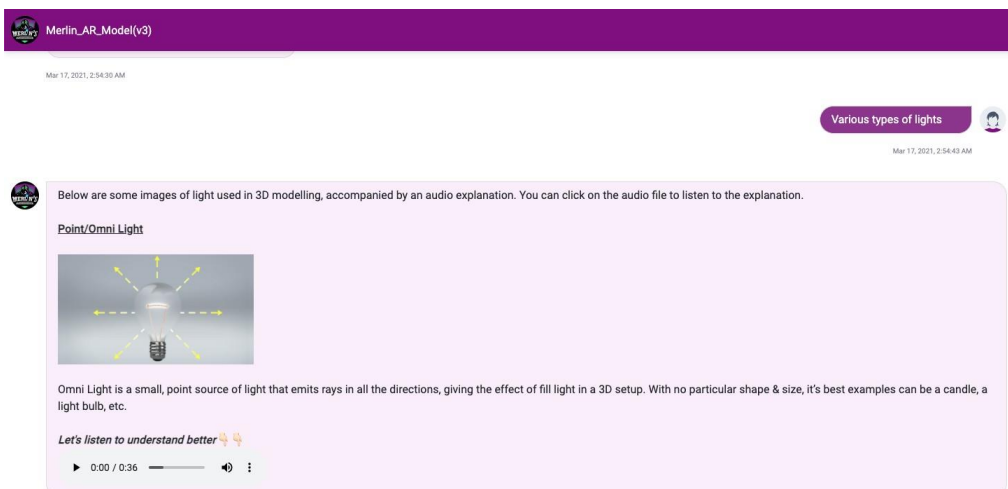 MERLIN'S
Merlin_AR_Model(v3)
Mar 17, 2021, 2:54:30 AM
Various types of lights
Mar 17, 2021, 2:54:43 AM
MERLIN'S
Below are some images of light used in 3D modelling, accompanied by an audio explanation. You can click on the audio file to listen to the explanation.
Point/Omni Light
Omni Light is a small, point source of light that emits rays in all the directions, giving the effect of fill light in a 3D setup. With no particular shape & size, it's best examples can be a candle, a
light bulb, etc.
Let's listen to understand better👇🏻👇🏻
0:00 / 0:36